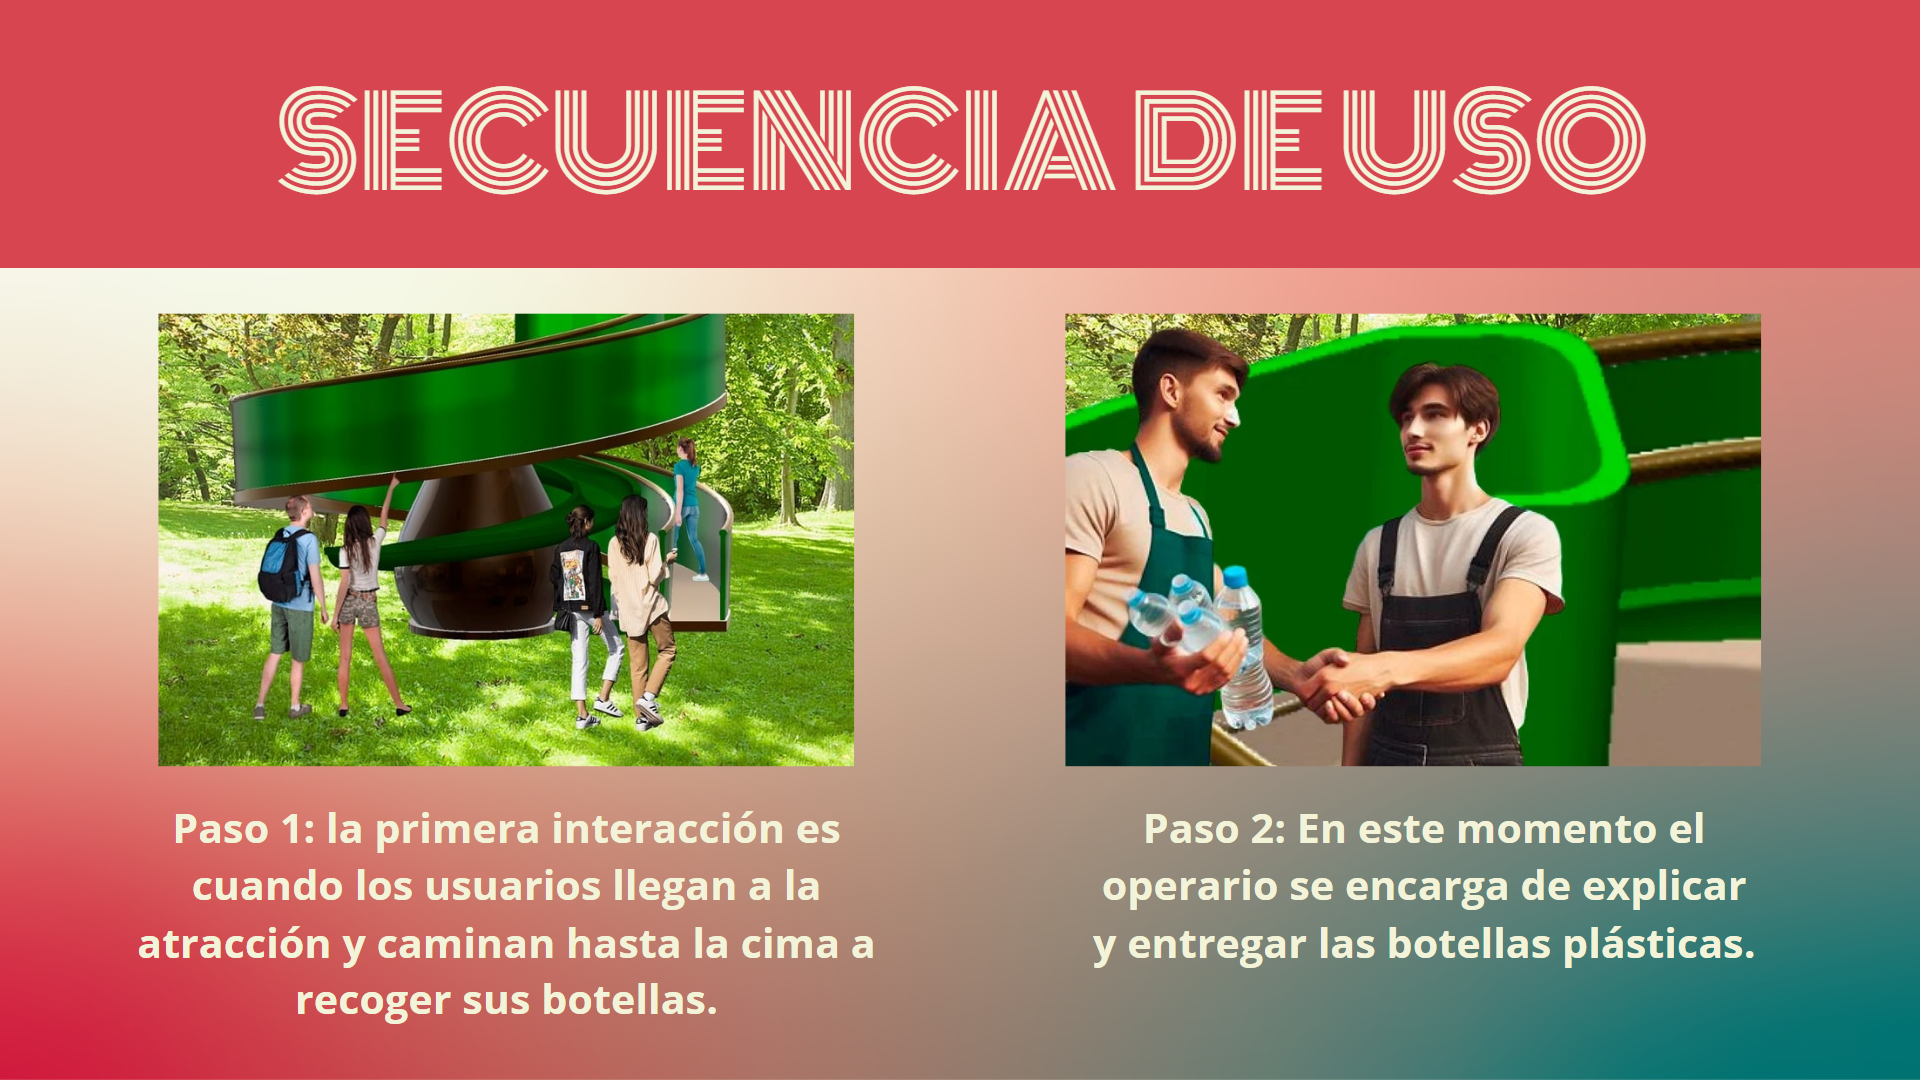 SECUENCIA DE USO
Paso 1: la primera interacción es
cuando los usuarios llegan a la
atracción y caminan hasta la cima a
recoger sus botellas.
Paso 2: En este momento el
operario se encarga de explicar
y entregar las botellas plásticas.